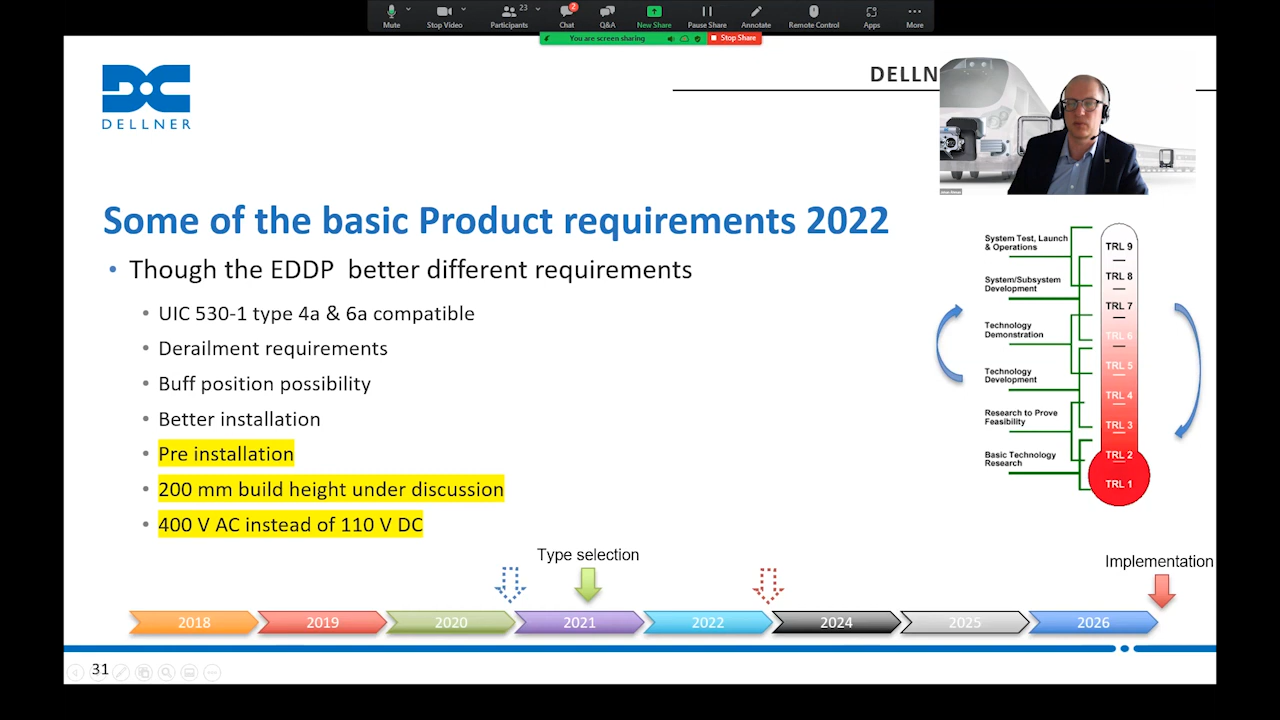 Mute
Stop Video
Participants
23
Chat
2
Q&A
New Share
Pause Share
Annotate
Remote Control
Apps
More
You are screen sharing
Stop Share
DELLNER
DELLN
Some of the basic Product requirements 2022
• Though the EDDP better different requirements
• UIC 530-1 type 4a & 6a compatible
• Derailment requirements
• Buff position possibility
• Better installation
• Pre installation
• 200 mm build height under discussion
• 400 V AC instead of 110 V DC
System Test, Launch
& Operations
System/Subsystem
Development
Technology
Demonstration
Technology
Development
Research to Prove
Feasibility
Basic Technology
Research
TRL 9
TRL 8
TRL 7
TRL 6
TRL 5
TRL 4
TRL 3
TRL 2
TRL 1
Type selection
Implementation
2018
2019
2020
2021
2022
2024
2025
2026
31